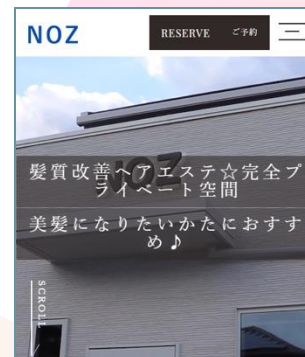 NOZ
RESERVE ご予約
NOZ
髪質改善ヘアエステ☆完全プ
ライベート空間
美髪になりたいかたにおすす
め♪
SCROLL